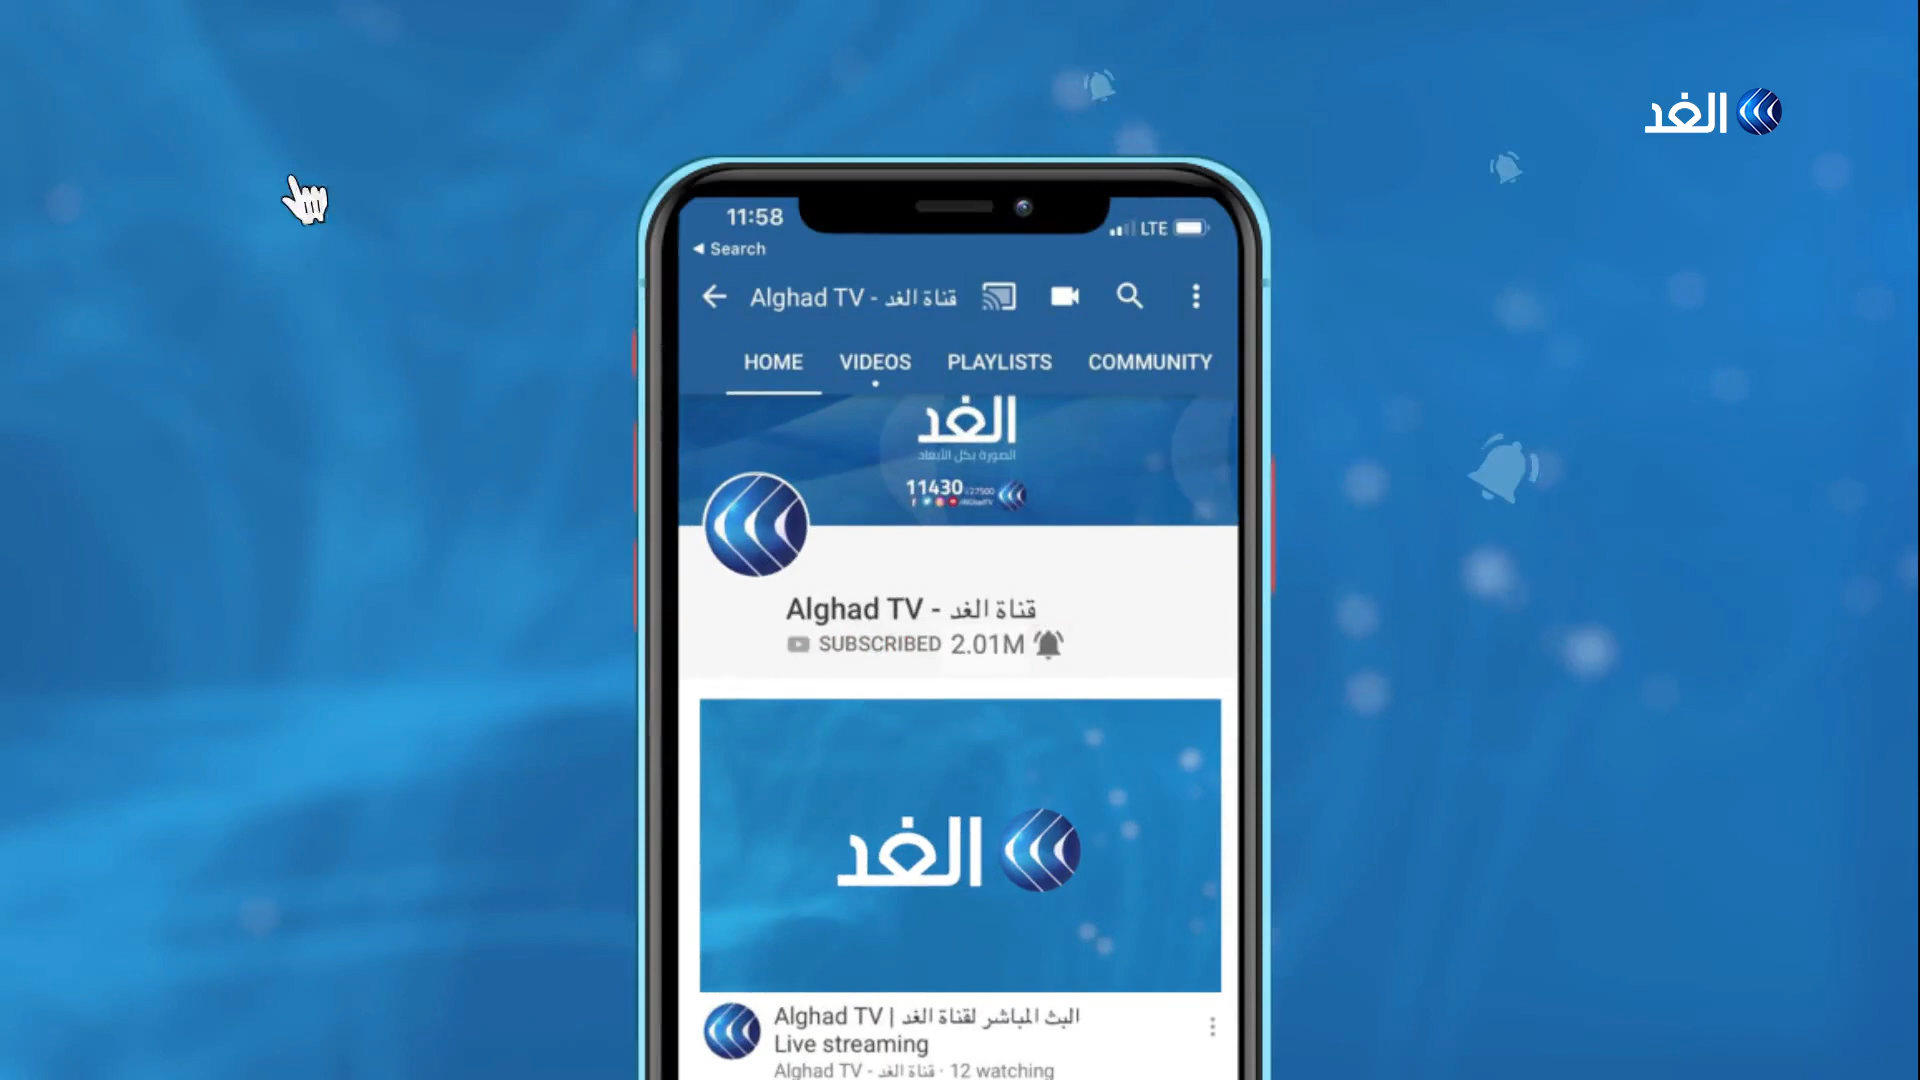 الغد
11:58
LTE
Search
Alghad TV - قناة الغد
HOME VIDEOS PLAYLISTS COMMUNITY
الغد
الصورة بكل الأبعاد
11430
27500
Alghad TV - قناة الغد
SUBSCRIBED 2.01M
الغد
Alghad TV | البث المباشر لقناة الغد
Live streaming
Alghad TV - قناة الغد · 12 watching